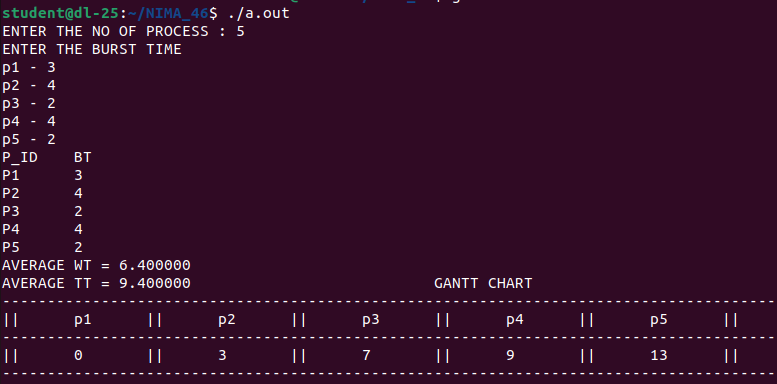 student@dl-25:~/NIMA_46$ ./a.out
ENTER THE NO OF PROCESS : 5
ENTER THE BURST TIME
p1 - 3
p2 - 4
p3 - 2
p4 - 4
p5 - 2
P_ID    BT
P1      3
P2      4
P3      2
P4      4
P5      2
AVERAGE WT = 6.400000
AVERAGE TT = 9.400000                           GANTT CHART
--------------------------------------------------------------------------------------
||      p1      ||      p2      ||      p3      ||      p4      ||      p5      ||
--------------------------------------------------------------------------------------
||      0       ||      3       ||      7       ||      9       ||      13      ||
--------------------------------------------------------------------------------------